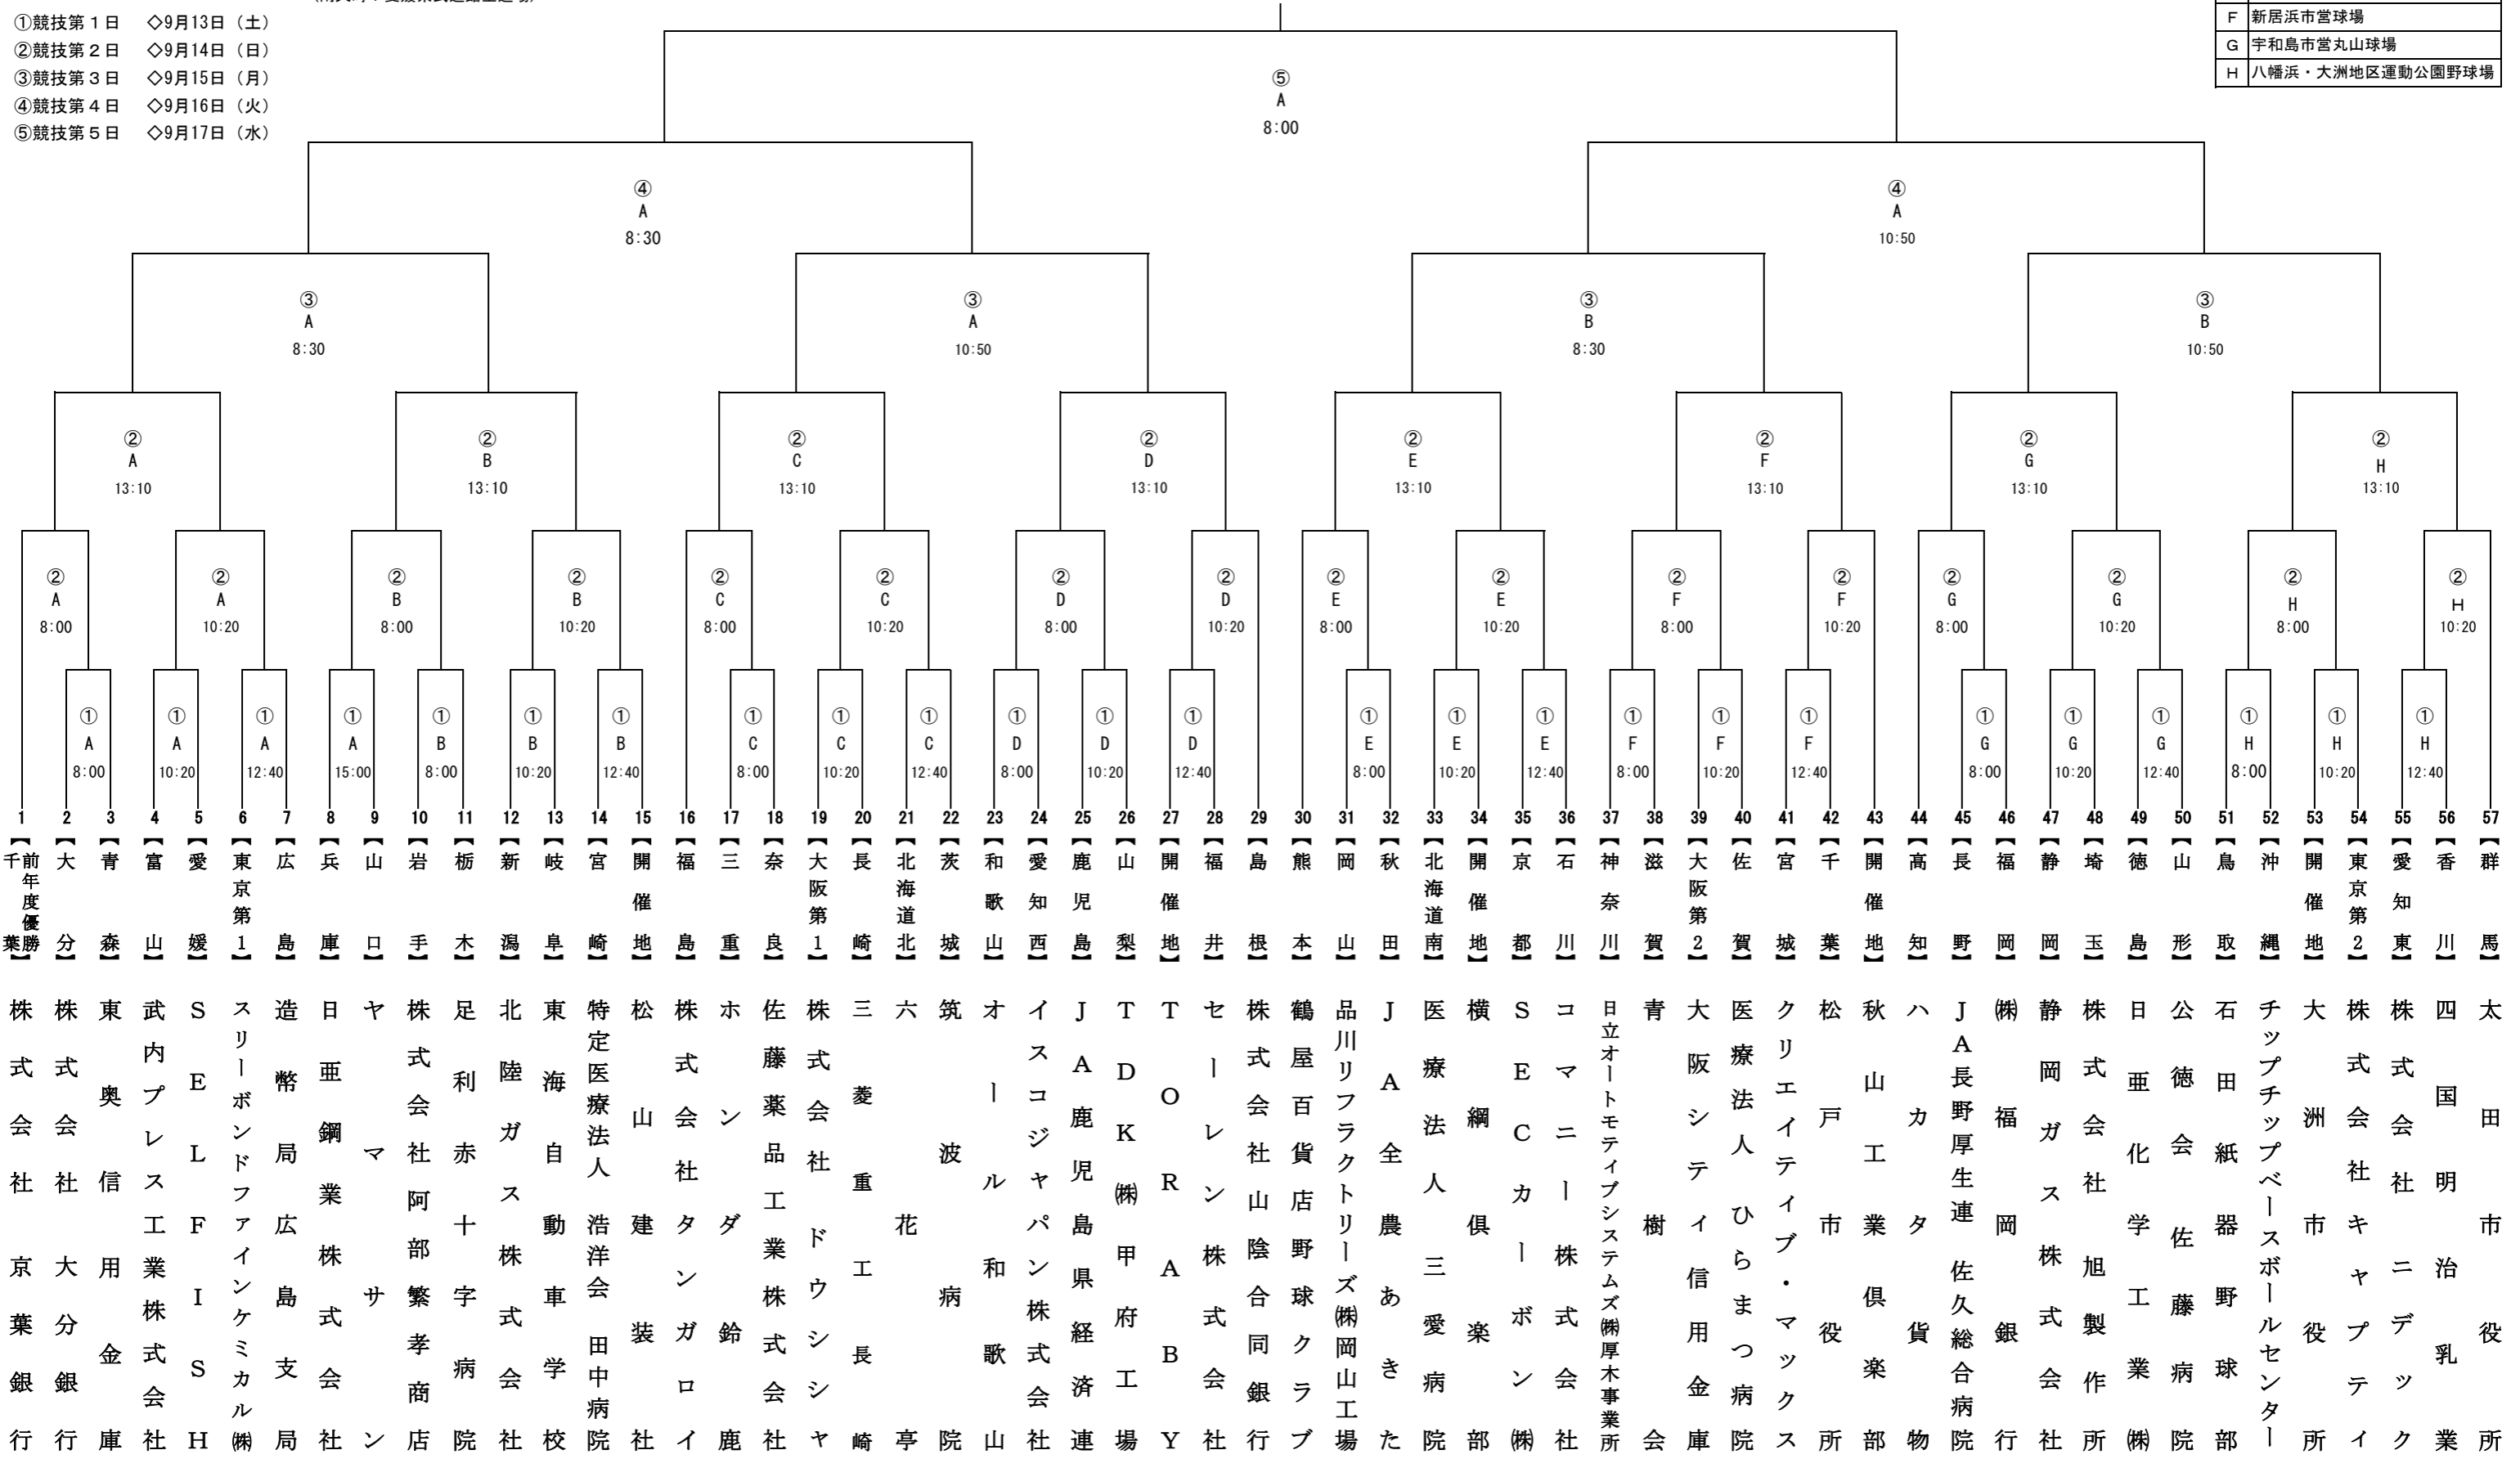 ①競技第１日　◇9月13日（土）
②競技第２日　◇9月14日（日）
③競技第３日　◇9月15日（月）
④競技第４日　◇9月16日（火）
⑤競技第５日　◇9月17日（水）
F 新居浜市営球場
G 宇和島市営丸山球場
H 八幡浜・大洲地区運動公園野球場
⑤ A 8:00
④ A 8:30
④ A 10:50
③ A 8:30
③ A 10:50
③ B 8:30
③ B 10:50
② A 13:10
② B 13:10
② C 13:10
② D 13:10
② E 13:10
② F 13:10
② G 13:10
② H 13:10
② A 8:00
② A 10:20
② B 8:00
② B 10:20
② C 8:00
② C 10:20
② D 8:00
② D 10:20
② E 8:00
② E 10:20
② F 8:00
② F 10:20
② G 8:00
② G 10:20
② H 8:00
② H 10:20
① A 8:00
① A 10:20
① A 12:40
① A 15:00
① B 8:00
① B 10:20
① B 12:40
① C 8:00
① C 10:20
① C 12:40
① D 8:00
① D 10:20
① D 12:40
① E 8:00
① E 10:20
① E 12:40
① F 8:00
① F 10:20
① F 12:40
① G 8:00
① G 10:20
① G 12:40
① H 8:00
① H 10:20
① H 12:40
1 【前年度優勝 千葉】 株式会社 京葉銀行
2 【大分】 株式会社 大分銀行
3 【青森】 東奥信用金庫
4 【富山】 武内プレス工業株式会社
5 【愛媛】 SELFISH
6 【東京第1】 スリーボンドファインケミカル㈱
7 【広島】 造幣局広島支局
8 【兵庫】 日亜鋼業株式会社
9 【山口】 ヤマサン
10 【岩手】 株式会社阿部繁孝商店
11 【栃木】 足利赤十字病院
12 【新潟】 北陸ガス株式会社
13 【岐阜】 東海自動車学校
14 【宮崎】 特定医療法人 浩洋会 田中病院
15 【開催地】 松山建装社
16 【福島】 株式会社タンガロイ
17 【三重】 ホンダ鈴鹿
18 【奈良】 佐藤薬品工業株式会社
19 【大阪第1】 株式会社 ドウシシャ
20 【長崎】 三菱重工長崎
21 【北海道北】 六花亭
22 【茨城】 筑波病院
23 【和歌山】 オール和歌山
24 【愛知西】 イスコジャパン株式会社
25 【鹿児島】 JA鹿児島県経済連
26 【山梨】 TDK㈱甲府工場
27 【開催地】 TORABY
28 【福井】 セーレン株式会社
29 【島根】 株式会社山陰合同銀行
30 【熊本】 鶴屋百貨店野球クラブ
31 【岡山】 品川リフラクトリーズ㈱岡山工場
32 【秋田】 JA全農あきた
33 【北海道南】 医療法人 三愛病院
34 【開催地】 横綱倶楽部
35 【京都】 SECカーボン㈱
36 【石川】 コマニー株式会社
37 【神奈川】 日立オートモティブシステムズ㈱厚木事業所
38 【滋賀】 青樹会
39 【大阪第2】 大阪シティ信用金庫
40 【佐賀】 医療法人 ひらまつ病院
41 【宮城】 クリエイティブ・マックス
42 【千葉】 松戸市役所
43 【開催地】 秋山工業倶楽部
44 【高知】 ハカタ貨物
45 【長野】 JA長野厚生連 佐久総合病院
46 【福岡】 ㈱福岡銀行
47 【静岡】 静岡ガス株式会社
48 【埼玉】 株式会社 旭製作所
49 【徳島】 日亜化学工業㈱
50 【山形】 公徳会 佐藤病院
51 【鳥取】 石田紙器野球部
52 【沖縄】 チップチップベースボールセンター
53 【開催地】 大洲市役所
54 【東京第2】 株式会社キャプティ
55 【愛知東】 株式会社 ニデック
56 【香川】 四国明治乳業
57 【群馬】 太田市役所